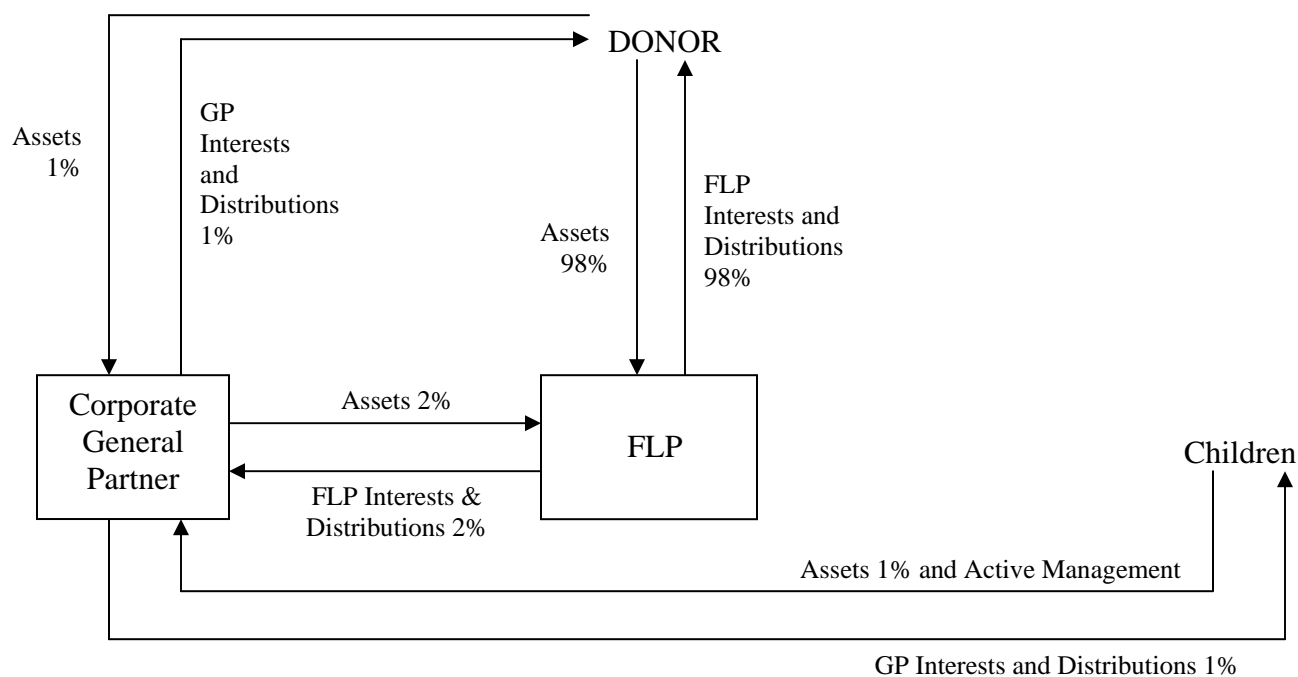 DONOR
Assets
1%
GP
Interests
and
Distributions
1%
Assets
98%
FLP
Interests and
Distributions
98%
Corporate
General
Partner
Assets 2%
FLP Interests &
Distributions 2%
FLP
Children
Assets 1% and Active Management
GP Interests and Distributions 1%